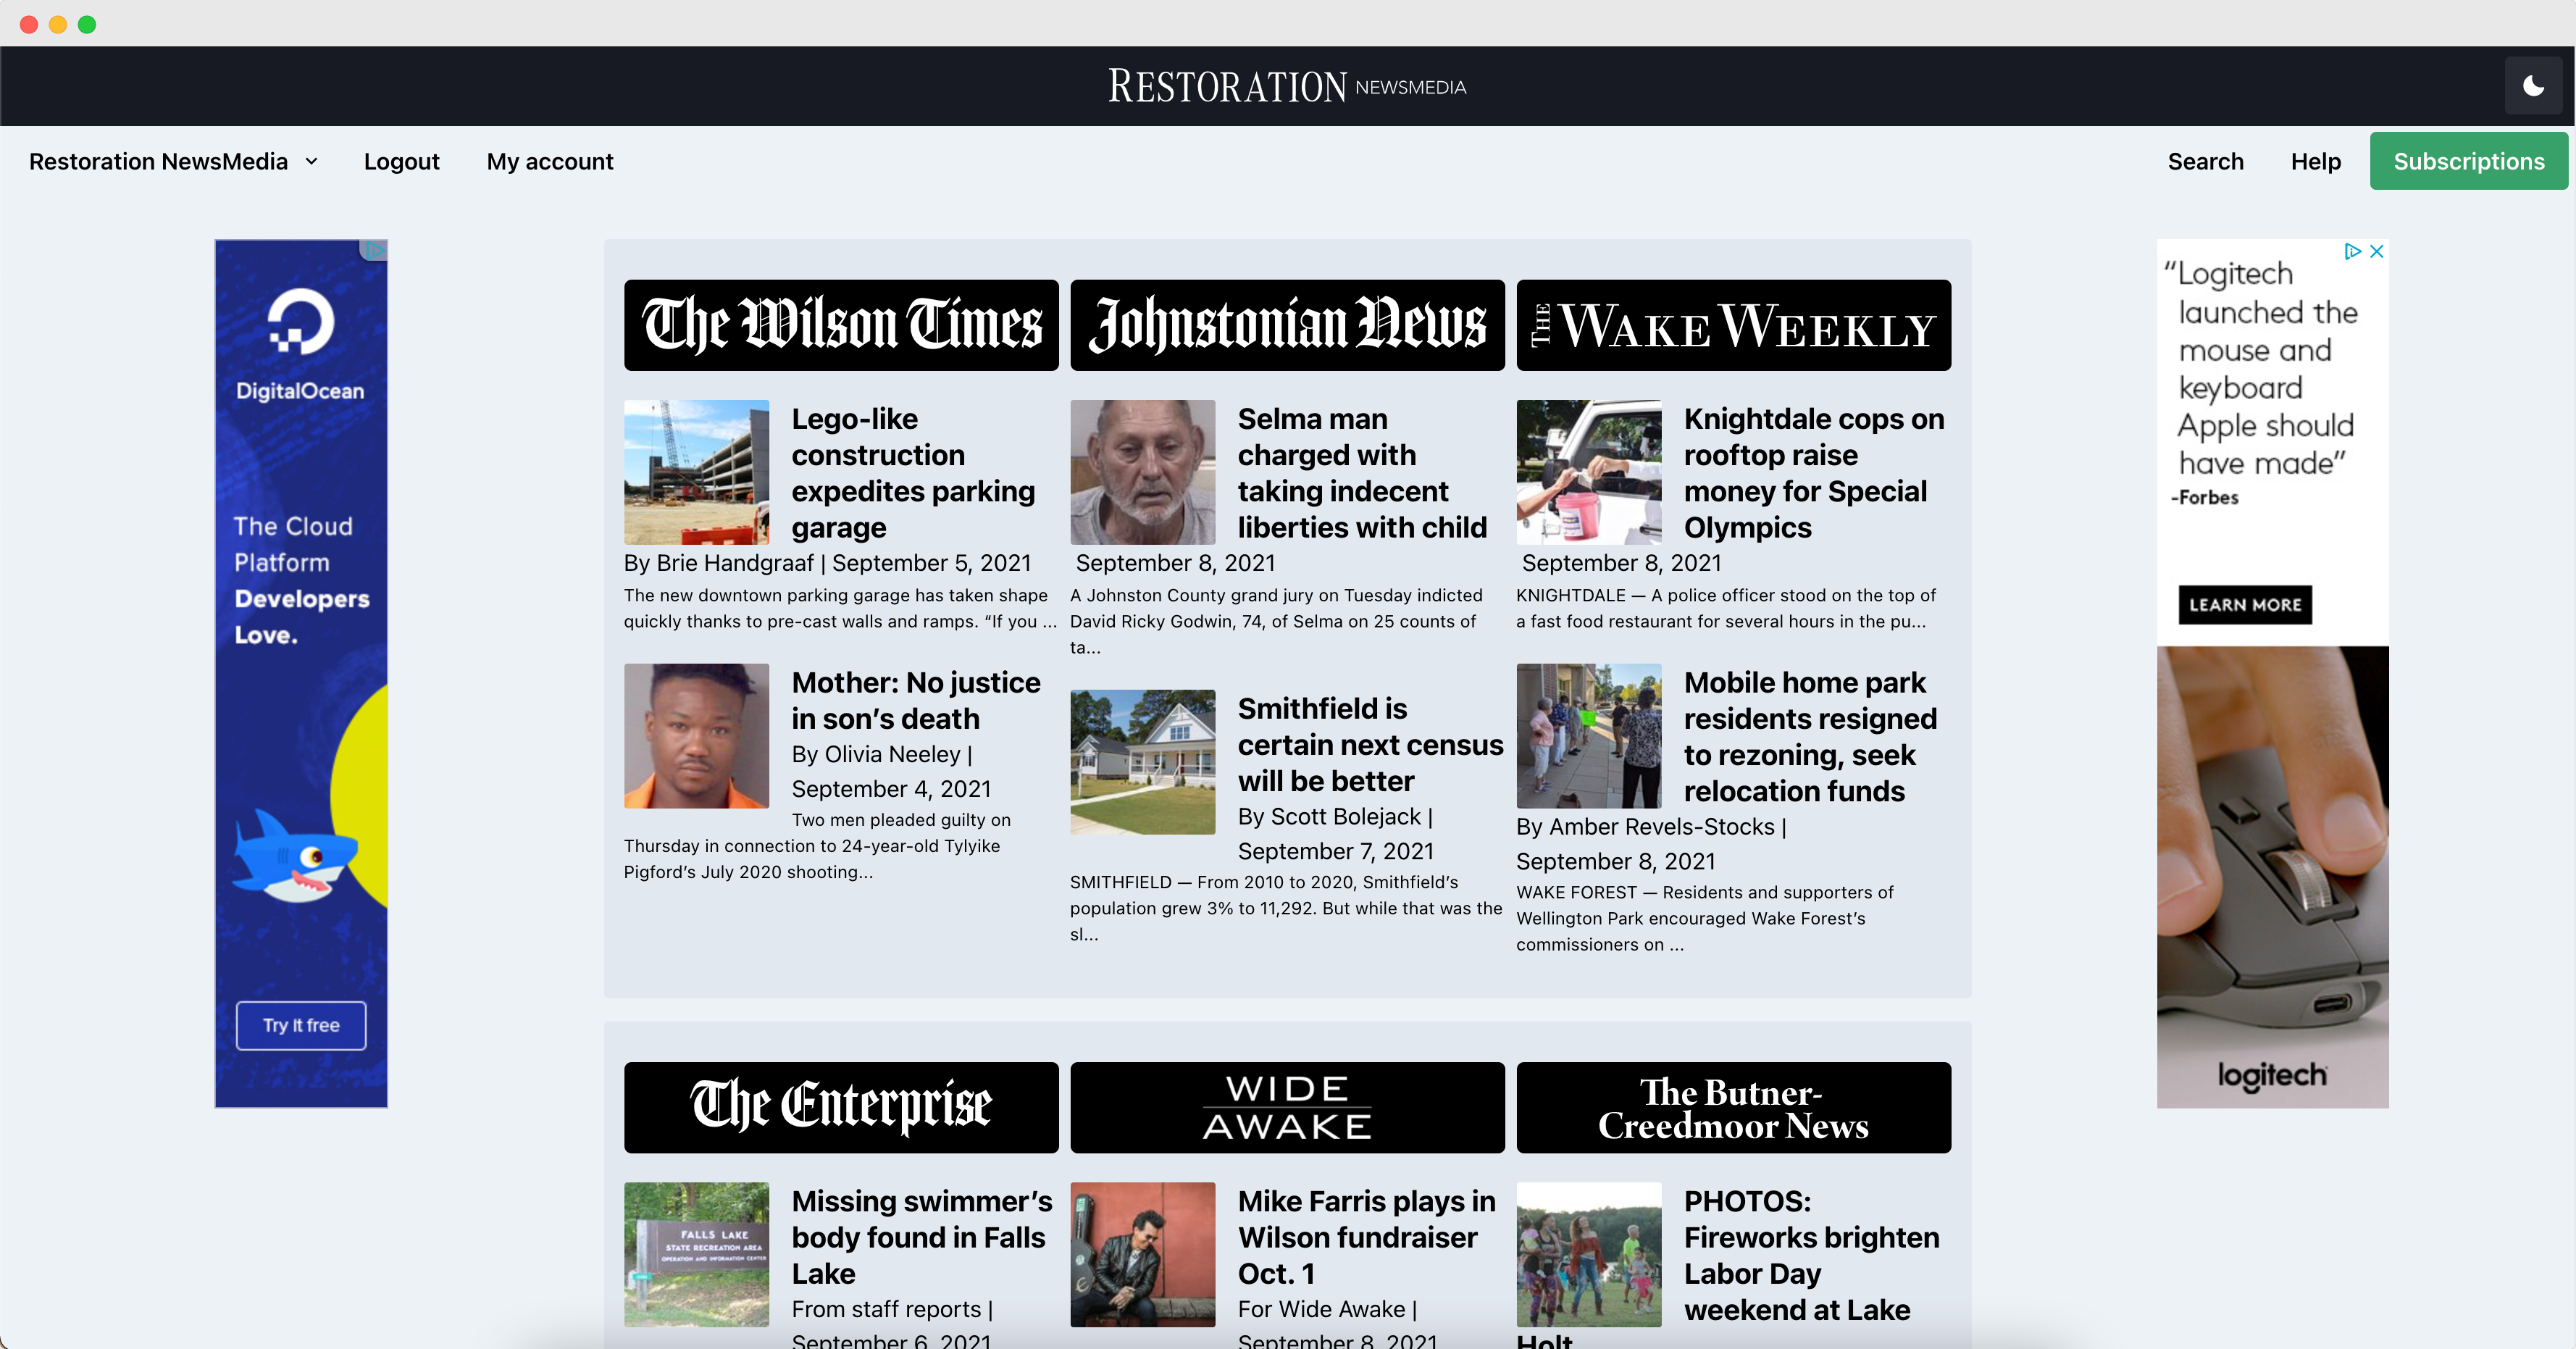 RESTORATION NEWSMEDIA
Restoration NewsMedia
Logout
My account
Search
Help
Subscriptions
DigitalOcean
The Cloud
Platform
Developers
Love.
Try It free
The Wilson Times
Lego-like
construction
expedites parking
garage
By Brie Handgraaf | September 5, 2021
The new downtown parking garage has taken shape
quickly thanks to pre-cast walls and ramps. “If you ...
Mother: No justice
in son’s death
By Olivia Neeley |
September 4, 2021
Two men pleaded guilty on
Thursday in connection to 24-year-old Tylyike
Pigford’s July 2020 shooting...
Johnstonian News
Selma man
charged with
taking indecent
liberties with child
September 8, 2021
A Johnston County grand jury on Tuesday indicted
David Ricky Godwin, 74, of Selma on 25 counts of
ta...
Smithfield is
certain next census
will be better
By Scott Bolejack |
September 7, 2021
SMITHFIELD — From 2010 to 2020, Smithfield’s
population grew 3% to 11,292. But while that was the
sl...
THE WAKE WEEKLY
Knightdale cops on
rooftop raise
money for Special
Olympics
September 8, 2021
KNIGHTDALE — A police officer stood on the top of
a fast food restaurant for several hours in the pu...
Mobile home park
residents resigned
to rezoning, seek
relocation funds
By Amber Revels-Stocks |
September 8, 2021
WAKE FOREST — Residents and supporters of
Wellington Park encouraged Wake Forest’s
commissioners on ...
“Logitech
launched the
mouse and
keyboard
Apple should
have made”
-Forbes
LEARN MORE
logitech
The Enterprise
Missing swimmer’s
body found in Falls
Lake
From staff reports |
September 6, 2021
FALLS LAKE
STATE RECREATION AREA
OPERATION AND INFORMATION CENTER
WIDE
AWAKE
Mike Farris plays in
Wilson fundraiser
Oct. 1
For Wide Awake |
September 8, 2021
The Butner-
Creedmoor News
PHOTOS:
Fireworks brighten
Labor Day
weekend at Lake
Holt